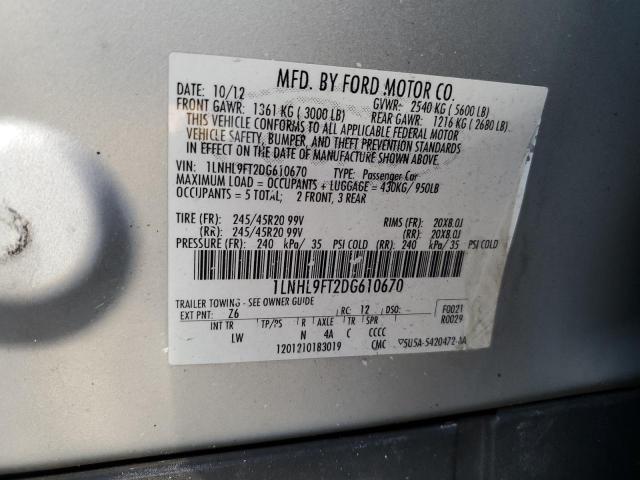 MFD. BY FORD MOTOR CO.
DATE: 10/12 GVWR: 2540 KG ( 5600 LB)
FRONT GAWR: 1361 KG ( 3000 LB) REAR GAWR: 1216 KG ( 2680 LB)
THIS VEHICLE CONFORMS TO ALL APPLICABLE FEDERAL MOTOR
VEHICLE SAFETY, BUMPER, AND THEFT PREVENTION STANDARDS
IN EFFECT ON THE DATE OF MANUFACTURE SHOWN ABOVE.
VIN: 1LNHL9FT2DG610670 TYPE: Passenger Car
MAXIMUM LOAD = OCCUPANTS + LUGGAGE = 430KG/ 950LB
OCCUPANTS = 5 TOTAL; 2 FRONT, 3 REAR
TIRE (FR): 245/45R20 99V RIMS (FR): 20X8.0J
(RR): 245/45R20 99V (RR): 20X8.0J
PRESSURE (FR): 240 kPa/ 35 PSI COLD (RR): 240 kPa/ 35 PSI COLD
1LNHL9FT2DG610670
TRAILER TOWING - SEE OWNER GUIDE
EXT PNT: Z6 RC: 12 DSO: F0021
INT TR TP/PS R AXLE TR SPR R0029
LW N 4A C CCCC
1201210183019 CMC